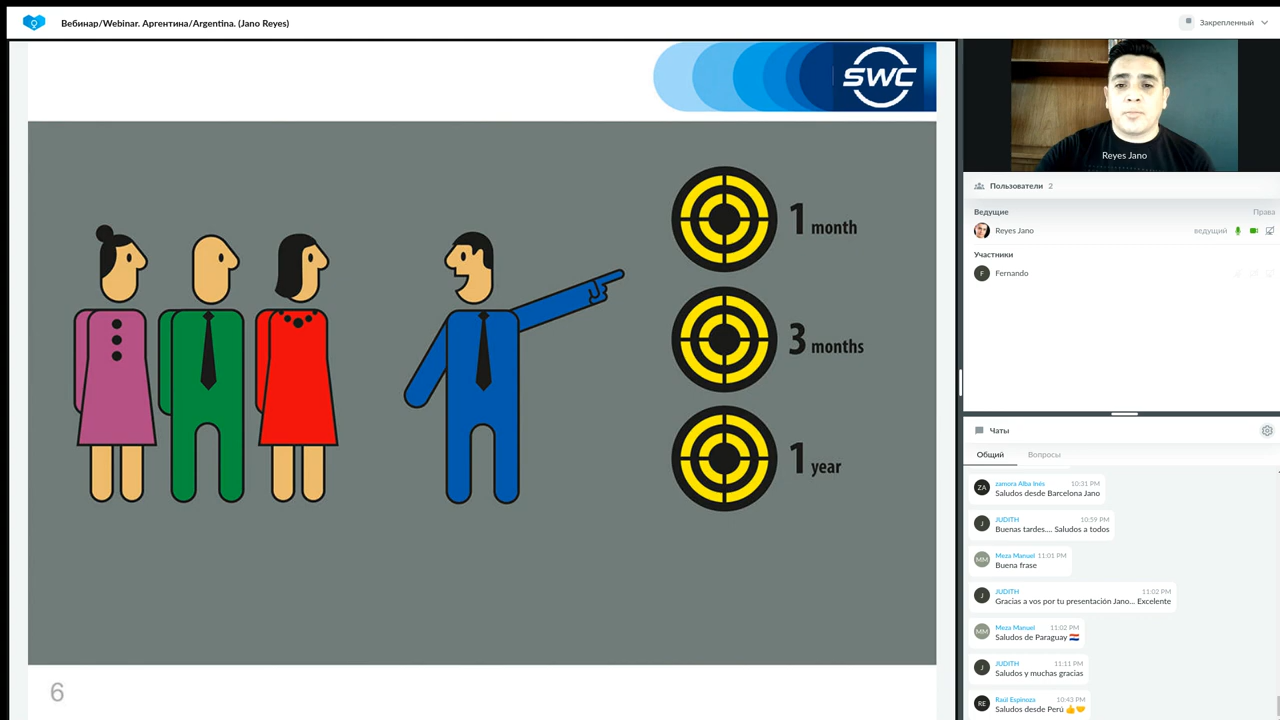 Вебинар/Webinar. Аргентина/Argentina. (Jano Reyes)
Закрепленный
SWC
1 month
3 months
1 year
6
Reyes Jano
Пользователи 2
Ведущие Права
Reyes Jano ведущий
Участники
F Fernando
Чаты
Общий Вопросы
ZA zamora Alba Inés 10:31 PM
Saludos desde Barcelona Jano
J JUDITH 10:59 PM
Buenas tardes.... Saludos a todos
MM Meza Manuel 11:01 PM
Buena frase
J JUDITH 11:02 PM
Gracias a vos por tu presentación Jano... Excelente
MM Meza Manuel 11:02 PM
Saludos de Paraguay 🇵🇾
J JUDITH 11:11 PM
Saludos y muchas gracias
RE Raúl Espinoza 10:43 PM
Saludos desde Perú 👍🤝